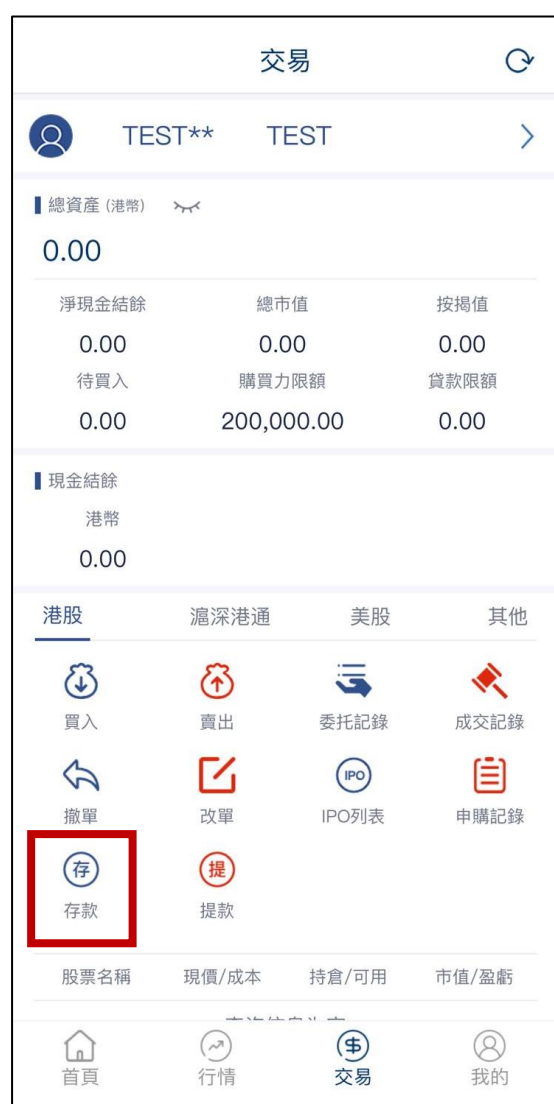 交易
TEST** TEST
總資產 (港幣)
0.00
淨現金結餘 總市值 按揭值
0.00 0.00 0.00
待買入 購買力限額 貸款限額
0.00 200,000.00 0.00
現金結餘
港幣
0.00
港股 滬深港通 美股 其他
買入 賣出 委托記錄 成交記錄
IPO
撤單 改單 IPO列表 申購記錄
存 提
存款 提款
股票名稱 現價/成本 持倉/可用 市值/盈虧
首頁 行情 交易 我的